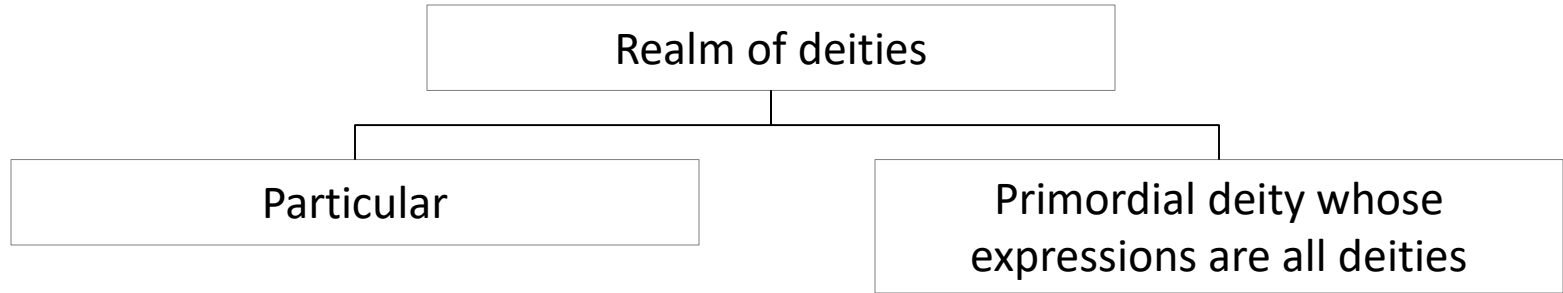 Realm of deities
Particular
Primordial deity whose
expressions are all deities